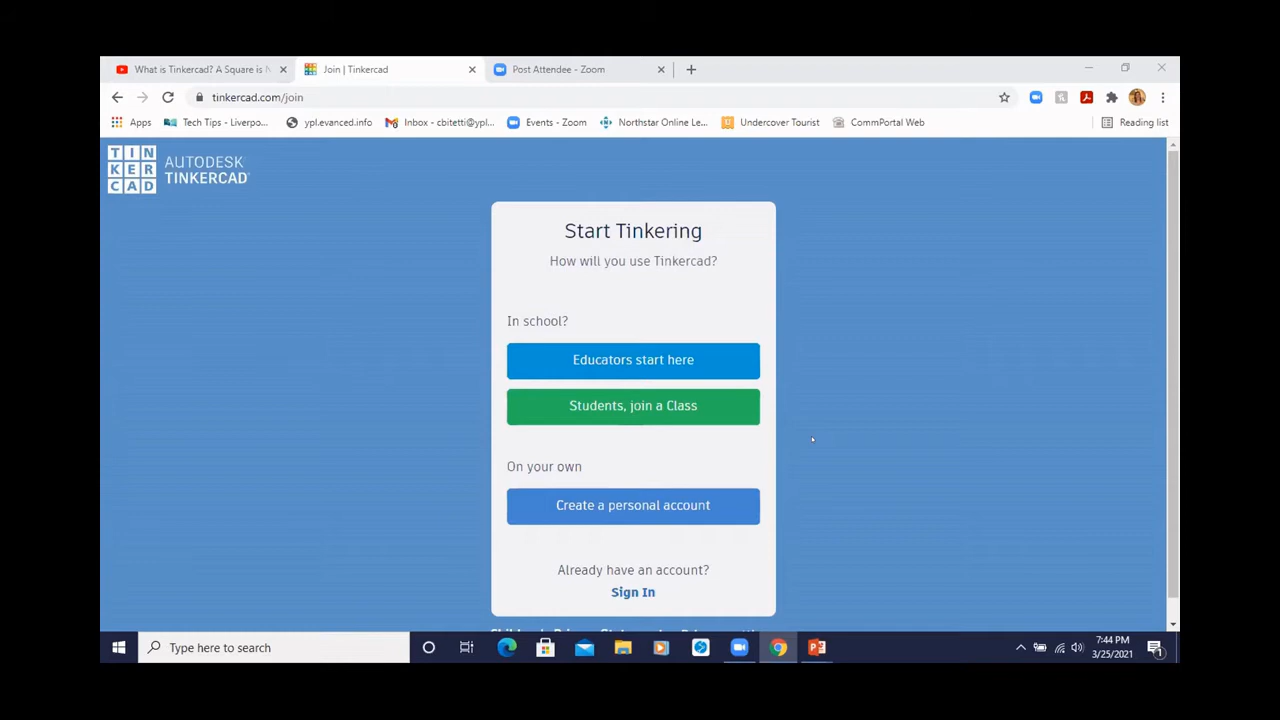 What is Tinkercad? A Square is N
Join | Tinkercad
Post Attendee - Zoom
tinkercad.com/join
Apps
Tech Tips - Liverpo...
ypl.evanced.info
Inbox - cbitetti@ypl...
Events - Zoom
Northstar Online Le...
Undercover Tourist
CommPortal Web
Reading list
TIN
KER
CAD
AUTODESK
TINKERCAD
Start Tinkering
How will you use Tinkercad?
In school?
Educators start here
Students, join a Class
On your own
Create a personal account
Already have an account?
Sign In
Type here to search
7:44 PM
3/25/2021
1